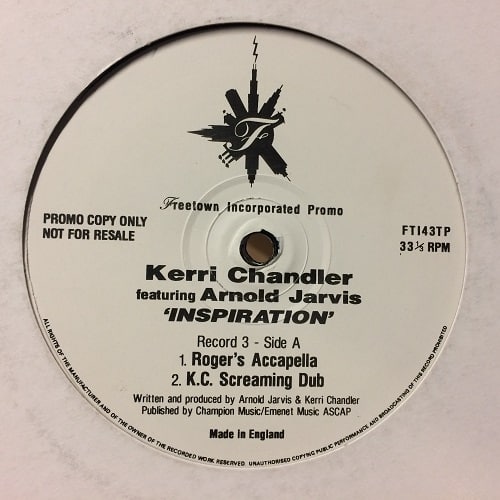 F
Freetown Incorporated Promo
PROMO COPY ONLY
NOT FOR RESALE
FTI43TP
33⅓ RPM
Kerri Chandler
featuring Arnold Jarvis
'INSPIRATION'
Record 3 - Side A
1. Roger's Accapella
2. K.C. Screaming Dub
Written and produced by Arnold Jarvis & Kerri Chandler
Published by Champion Music/Emenet Music ASCAP
Made in England
ALL RIGHTS OF THE MANUFACTURER AND OF THE OWNER OF THE RECORDED WORK RESERVED. UNAUTHORISED COPYING PUBLIC PERFORMANCE AND BROADCASTING OF THIS RECORD PROHIBITED